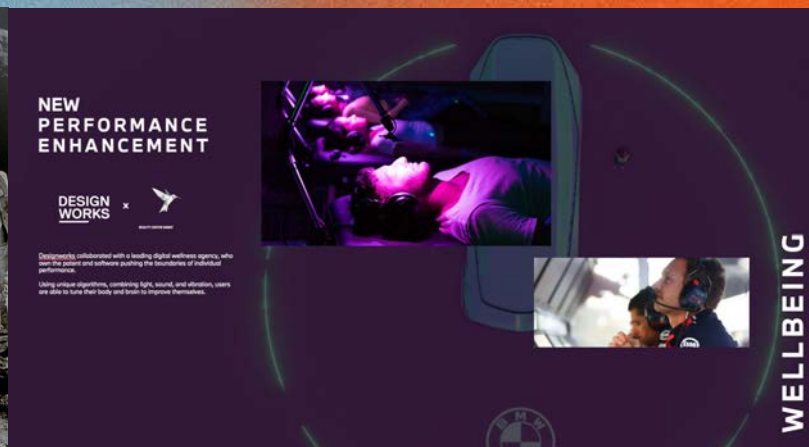 NEW
PERFORMANCE
ENHANCEMENT
DESIGN
WORKS
x
Designworks collaborated with a leading digital wellness agency, who
own the patent and software pushing the boundaries of individual
performance.
Using unique algorithms, combining light, sound, and vibration, users
are able to tune their body and brain to improve themselves.
WELLBEING
BMW